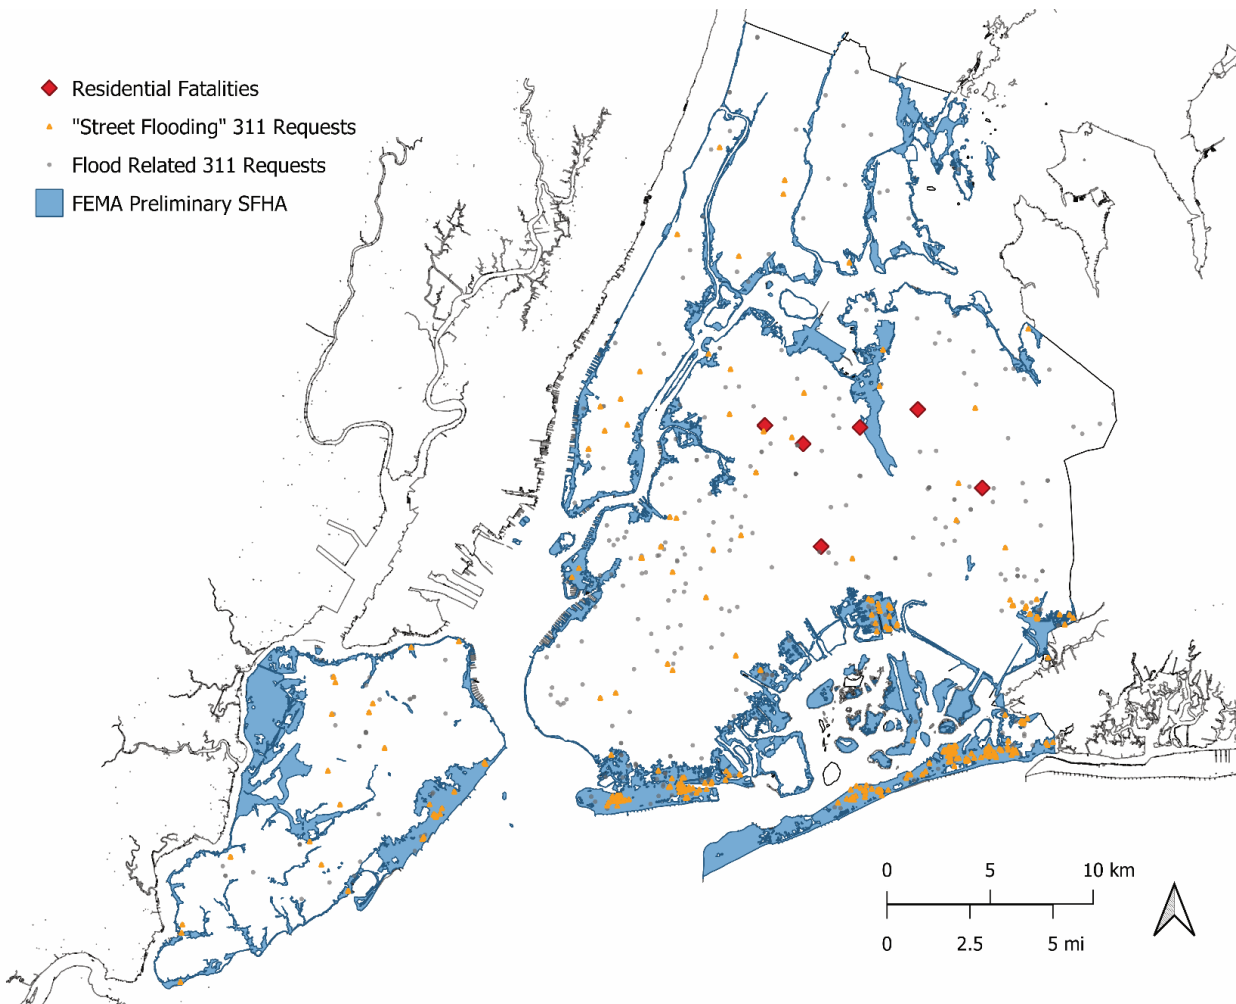 Residential Fatalities
"Street Flooding" 311 Requests
Flood Related 311 Requests
FEMA Preliminary SFHA
0 5 10 km
0 2.5 5 mi